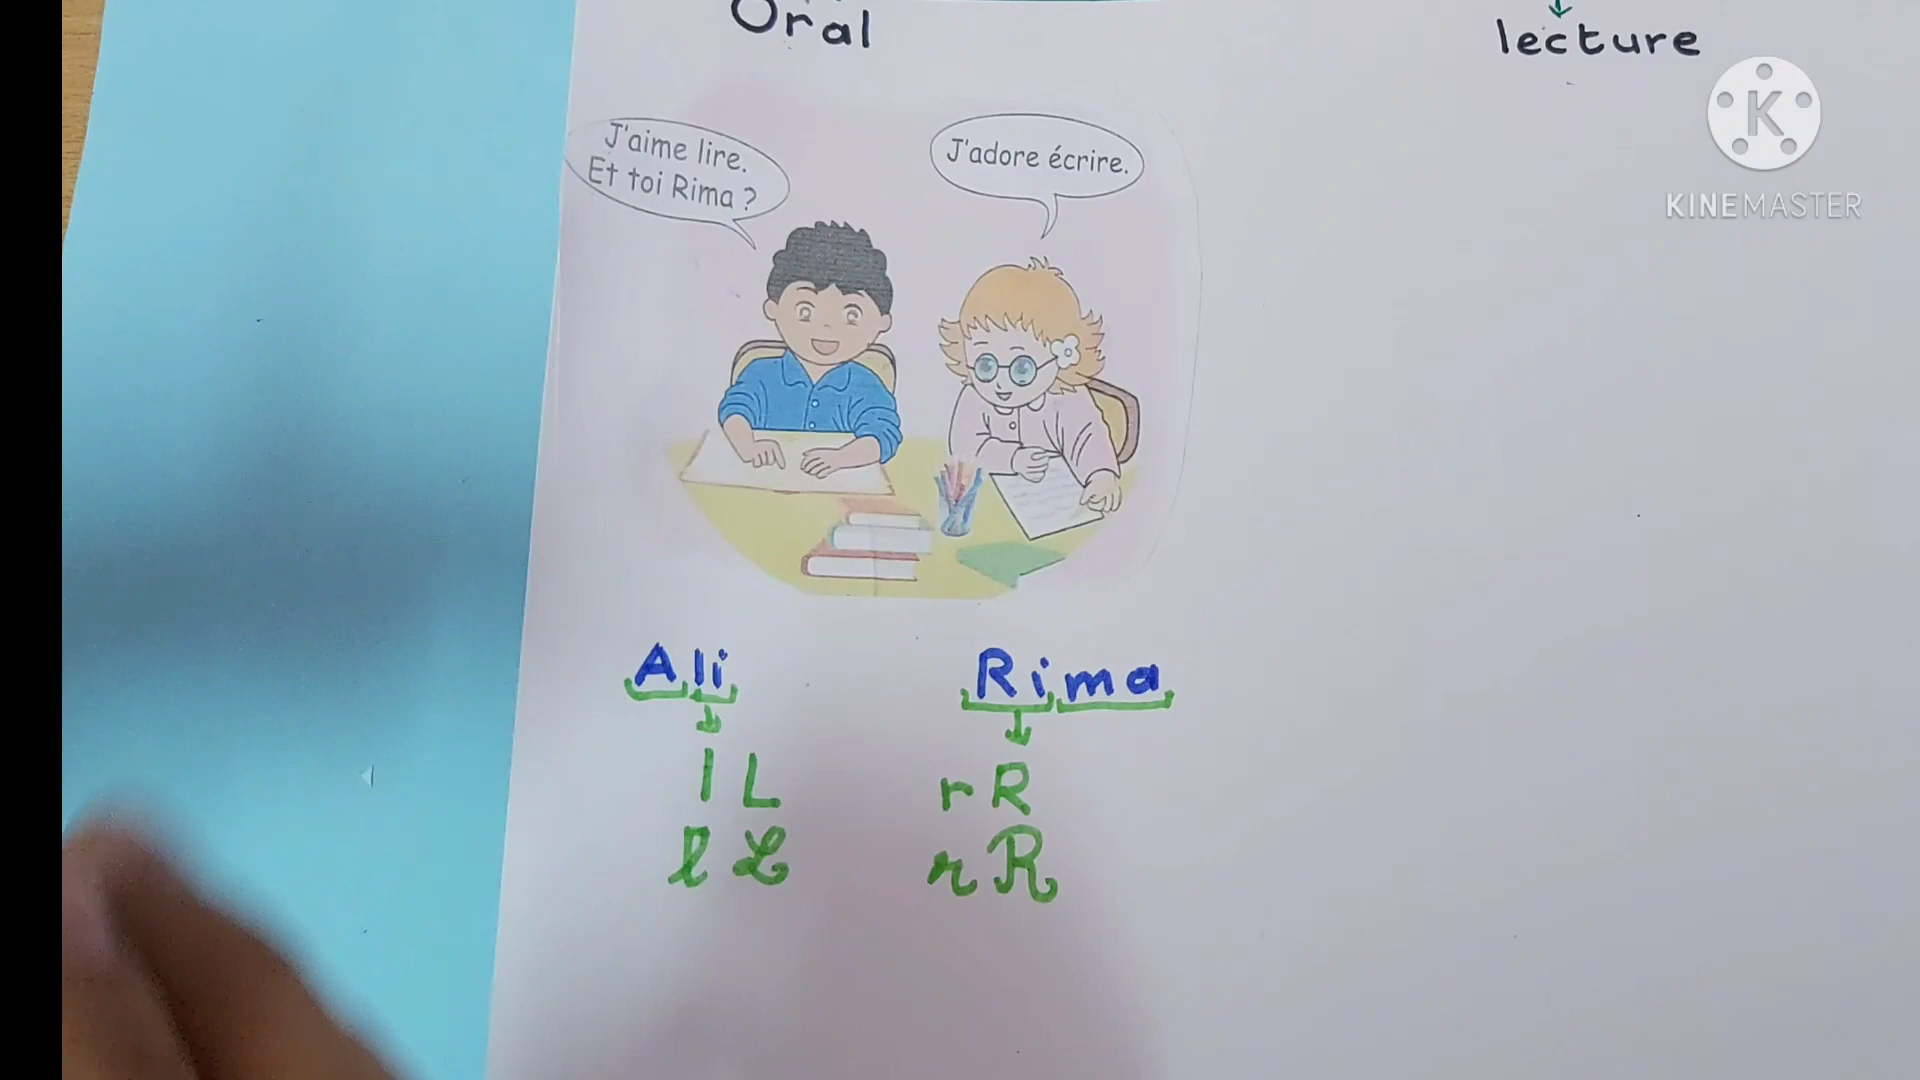 Oral
lecture
J'aime lire.
Et toi Rima ?
J'adore écrire.
KINEMASTER
Ali
Rima
l L
r R
l L
r R